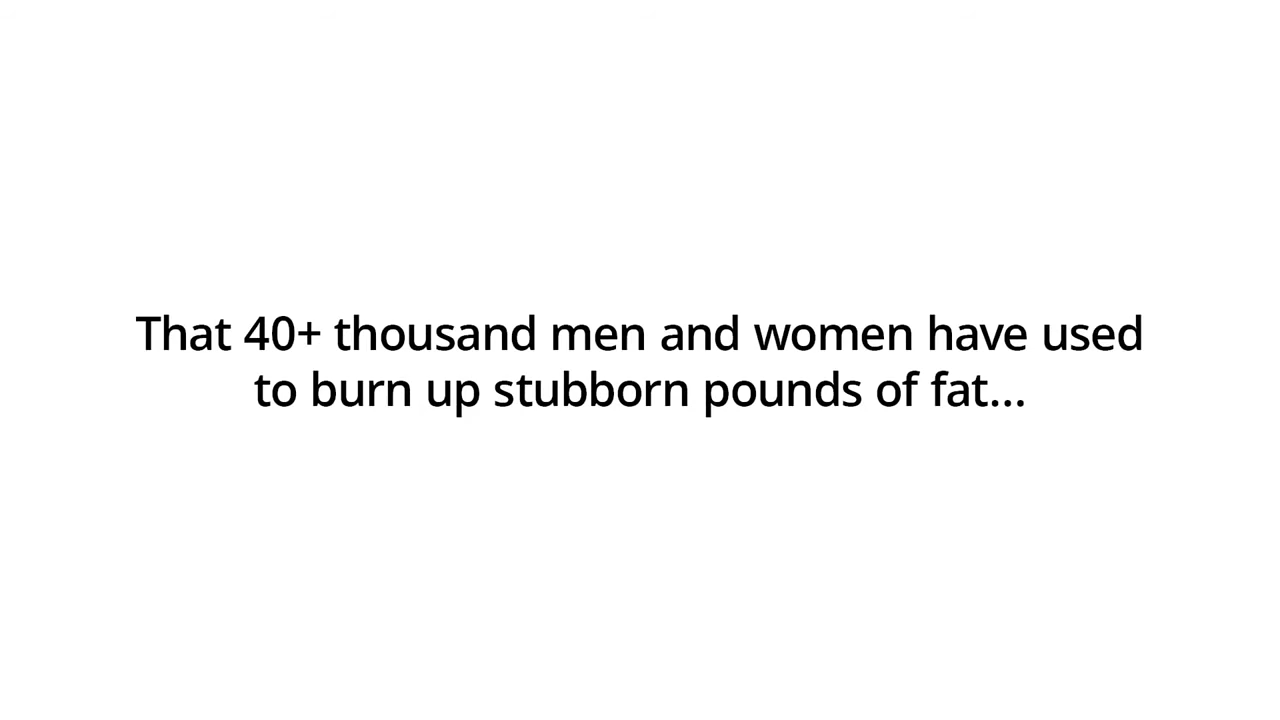 That 40+ thousand men and women have used
to burn up stubborn pounds of fat...